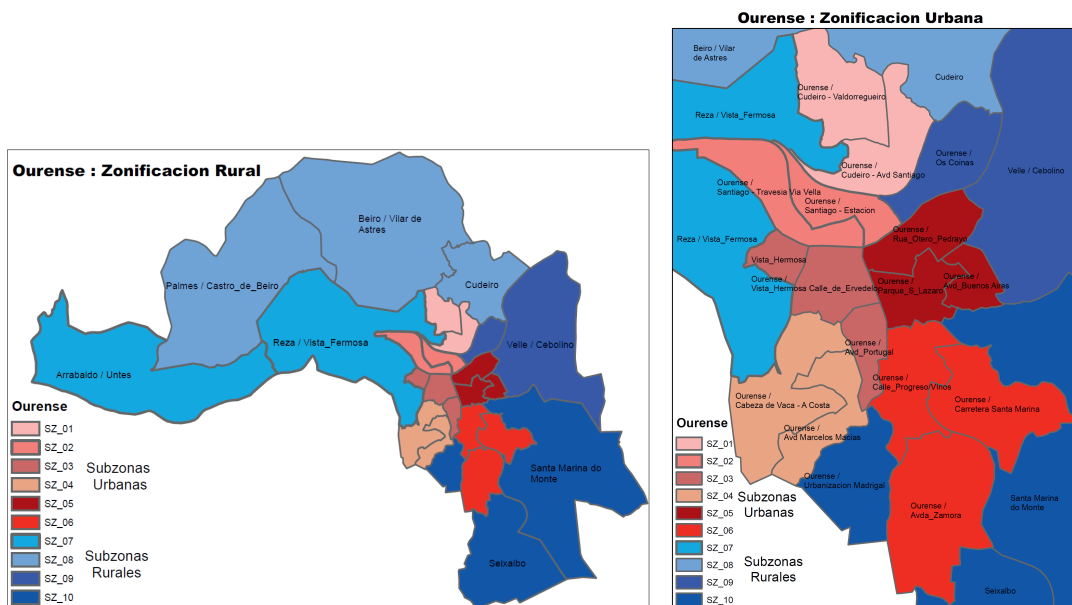 Ourense : Zonificacion Rural
Beiro / Vilar de
Astres
Palmes / Castro_de_Beiro
Cudeiro
Reza / Vista_Fermosa
Velle / Cebolino
Arrabaldo / Untes
Santa Marina do
Monte
Seixalbo
Ourense
SZ_01
SZ_02
SZ_03
SZ_04
SZ_05
SZ_06
SZ_07
SZ_08
SZ_09
SZ_10
Subzonas
Urbanas
Subzonas
Rurales
Ourense : Zonificacion Urbana
Beiro / Vilar
de Astres
Cudeiro
Ourense /
Cudeiro - Valdorregueiro
Reza / Vista_Fermosa
Ourense /
Os Coinas
Ourense /
Cudeiro - Avd Santiago
Velle / Cebolino
Ourense /
Santiago - Travesia Via Vella
Ourense /
Santiago - Estacion
Ourense /
Rua_Otero_Pedrayo
Reza / Vista_Fermosa
Vista_Hermosa
Ourense /
Vista_Hermosa
Calle_de_Ervedelo
Ourense /
Parque_S_Lazaro
Ourense /
Avd_Buenos Aires
Ourense /
Avd_Portugal
Ourense /
Calle_Progreso/VInos
Ourense /
Cabeza de Vaca - A Costa
Ourense /
Carretera Santa Marina
Ourense /
Avd Marcelos Macias
Ourense /
Urbanizacion Madrigal
Ourense /
Avda_Zamora
Santa Marina
do Monte
Seixalbo
Ourense
SZ_01
SZ_02
SZ_03
SZ_04
SZ_05
SZ_06
SZ_07
SZ_08
SZ_09
SZ_10
Subzonas
Urbanas
Subzonas
Rurales